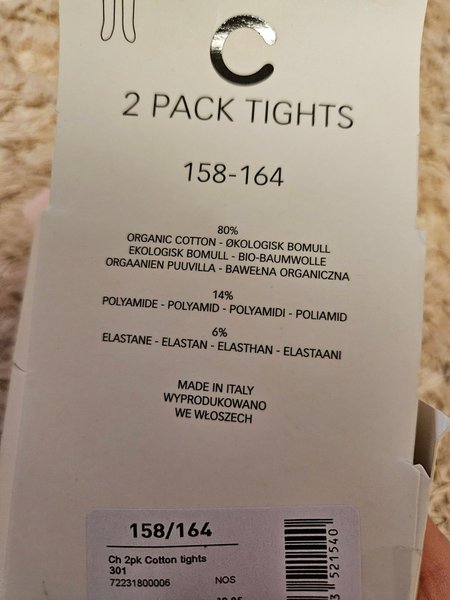 2 PACK TIGHTS
158-164
80%
ORGANIC COTTON - ØKOLOGISK BOMULL
EKOLOGISK BOMULL - BIO-BAUMWOLLE
ORGAANIEN PUUVILLA - BAWEŁNA ORGANICZNA
14%
POLYAMIDE - POLYAMID - POLYAMIDI - POLIAMID
6%
ELASTANE - ELASTAN - ELASTHAN - ELASTAANI
MADE IN ITALY
WYPRODUKOWANO
WE WŁOSZECH
158/164
Ch 2pk Cotton tights
301
72231800006 NOS
3 521540